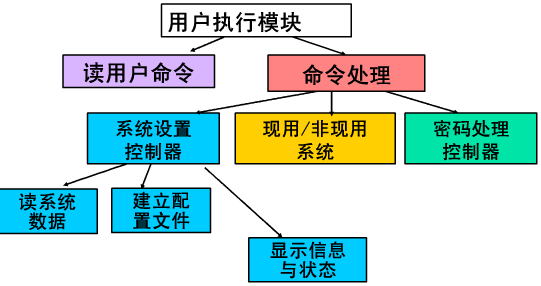 用户执行模块
读用户命令
命令处理
系统设置
控制器
现用/非现用
系统
密码处理
控制器
读系统
数据
建立配
置文件
显示信息
与状态